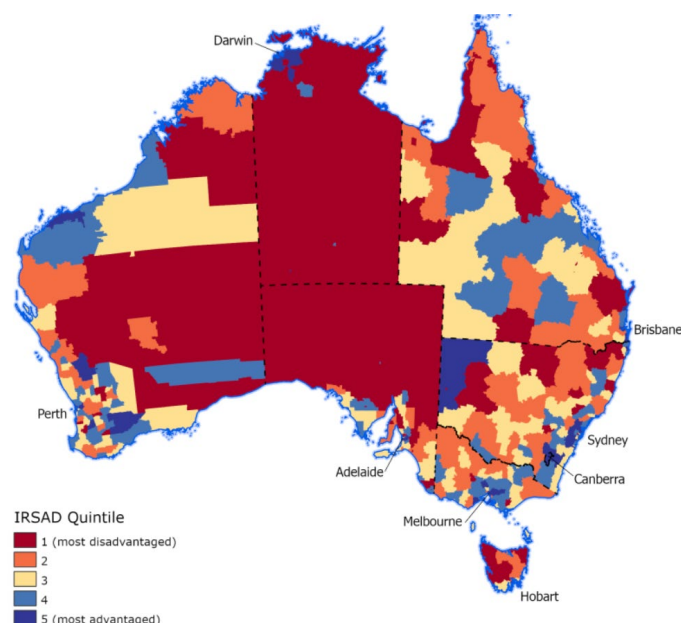 Darwin
Brisbane
Perth
Sydney
Adelaide
Canberra
Melbourne
IRSAD Quintile
1 (most disadvantaged)
2
3
Hobart
4
5 (most advantaged)